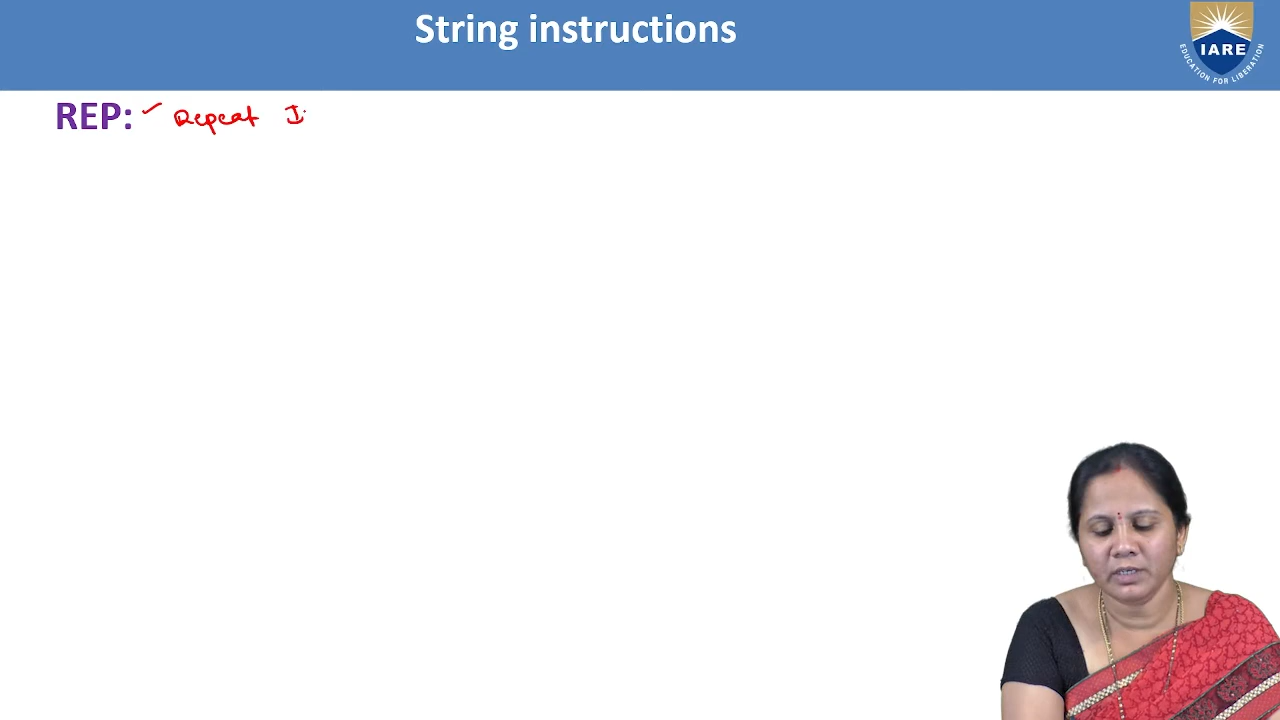 String instructions
IARE
EDUCATION FOR LIBERATION
REP: ✓ Repeat I